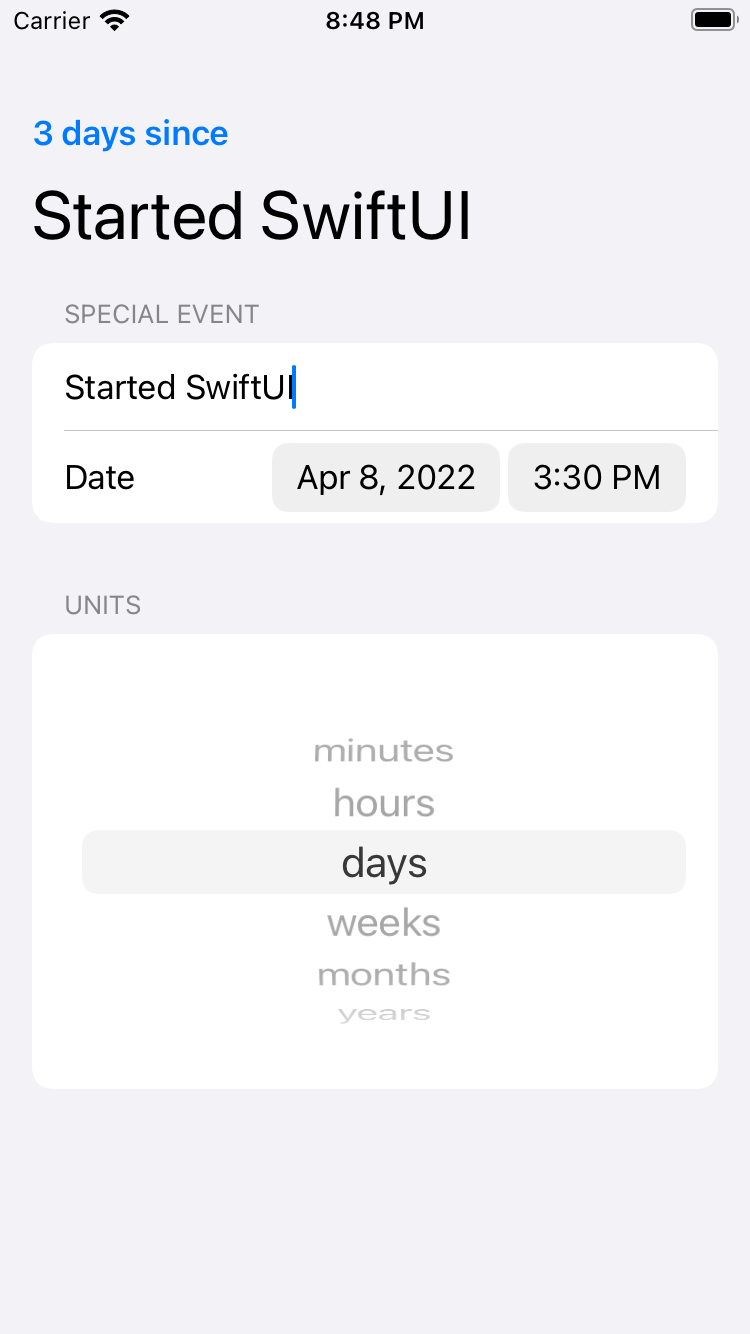 Carrier 8:48 PM
3 days since
Started SwiftUI
SPECIAL EVENT
Started SwiftUI
Date Apr 8, 2022 3:30 PM
UNITS
minutes
hours
days
weeks
months
years